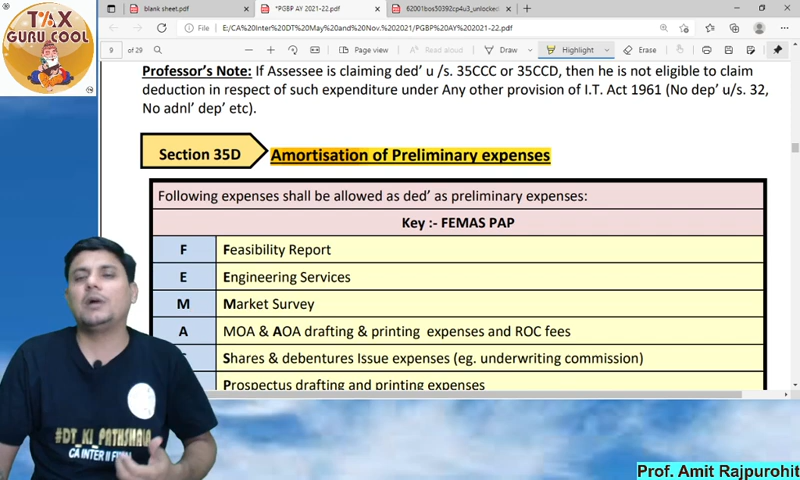 TAX
GURU COOL
blank sheet.pdf
*PGBP AY 2021-22.pdf
62001bos50392cp4u3_unlocked
E:/CA%20Inter%20DT%20May%20and%20Nov.%202021/PGBP%20AY%202021-22.pdf
9 of 29
Page view
Read aloud
Draw
Highlight
Erase
Professor's Note: If Assessee is claiming ded' u /s. 35CCC or 35CCD, then he is not eligible to claim
deduction in respect of such expenditure under Any other provision of I.T. Act 1961 (No dep' u/s. 32,
No adnl' dep' etc).
Section 35D
Amortisation of Preliminary expenses
Following expenses shall be allowed as ded' as preliminary expenses:
Key :- FEMAS PAP
F Feasibility Report
E Engineering Services
M Market Survey
A MOA & AOA drafting & printing expenses and ROC fees
Shares & debentures Issue expenses (eg. underwriting commission)
Prospectus drafting and printing expenses
#DT_KI_PATHSHALA
CA INTER II FINAL
Prof. Amit Rajpurohit